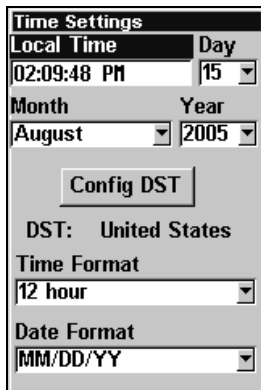 Time Settings
Local Time Day
02:09:48 PM 15
Month Year
August 2005
Config DST
DST: United States
Time Format
12 hour
Date Format
MM/DD/YY